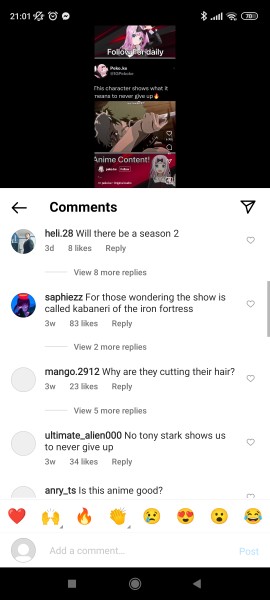 21:01
70
Follow For daily
Peko.ke
This character shows what it
means to never give up🔥
Anime Content!
Follow
Comments
heli.28 Will there be a season 2
3d 8 likes Reply
View 8 more replies
saphiezz For those wondering the show is
called kabaneri of the iron fortress
3w 83 likes Reply
View 2 more replies
mango.2912 Why are they cutting their hair?
3w 23 likes Reply
View 5 more replies
ultimate_alien000 No tony stark shows us
to never give up
3w 34 likes Reply
anry_ts Is this anime good?
Add a comment...
Post